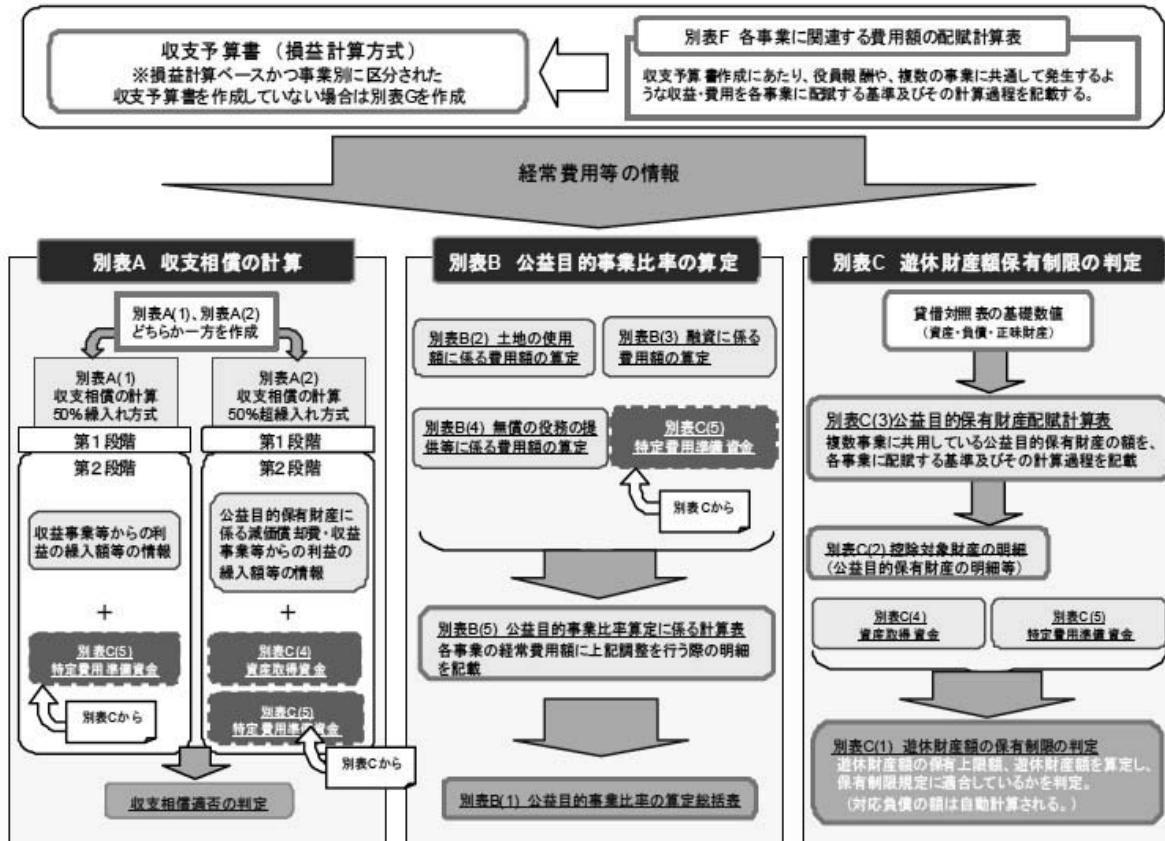 収支予算書（損益計算方式）
※損益計算ベースかつ事業別に区分された
収支予算書を作成していない場合は別表Gを作成
別表F 各事業に関連する費用額の配賦計算表
収支予算書作成にあたり、役員報酬や、複数の事業に共通して発生するよ
うな収益・費用を各事業に配賦する基準及びその計算過程を記載する。
経常費用等の情報
別表A 収支相償の計算
別表A(1)、別表A(2)
どちらか一方を作成
別表A(1)
収支相償の計算
50%繰入れ方式
第1段階
第2段階
収益事業等からの利
益の繰入額等の情報
+
別表C(5)
特定費用準備資金
別表Cから
別表A(2)
収支相償の計算
50%超繰入れ方式
第1段階
第2段階
公益目的保有財産に
係る減価償却費・収益
事業等からの利益の
繰入額等の情報
+
別表C(4)
資産取得資金
別表C(5)
特定費用準備資金
別表Cから
収支相償適否の判定
別表B 公益目的事業比率の算定
別表B(2) 土地の使用
額に係る費用額の算定
別表B(3) 融資に係る
費用額の算定
別表B(4) 無償の役務の提
供等に係る費用額の算定
別表C(5)
特定費用準備資金
別表Cから
別表B(5) 公益目的事業比率算定に係る計算表
各事業の経常費用額に上記調整を行う際の明細
を記載
別表B(1) 公益目的事業比率の算定総括表
別表C 遊休財産額保有制限の判定
貸借対照表の基礎数値
（資産・負債・正味財産）
別表C(3)公益目的保有財産配賦計算表
複数事業に共用している公益目的保有財産の額を、
各事業に配賦する基準及びその計算過程を記載
別表C(2) 控除対象財産の明細
（公益目的保有財産の明細等）
別表C(4)
資産取得資金
別表C(5)
特定費用準備資金
別表C(1) 遊休財産額の保有制限の判定
遊休財産額の保有上限額、遊休財産額を算定し、
保有制限規定に適合しているかを判定。
（対応負債の額は自動計算される。）